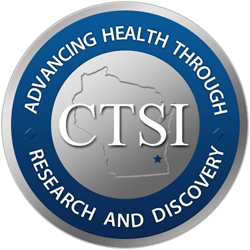 ADVANCING HEALTH THROUGH
CTSI
RESEARCH AND DISCOVERY